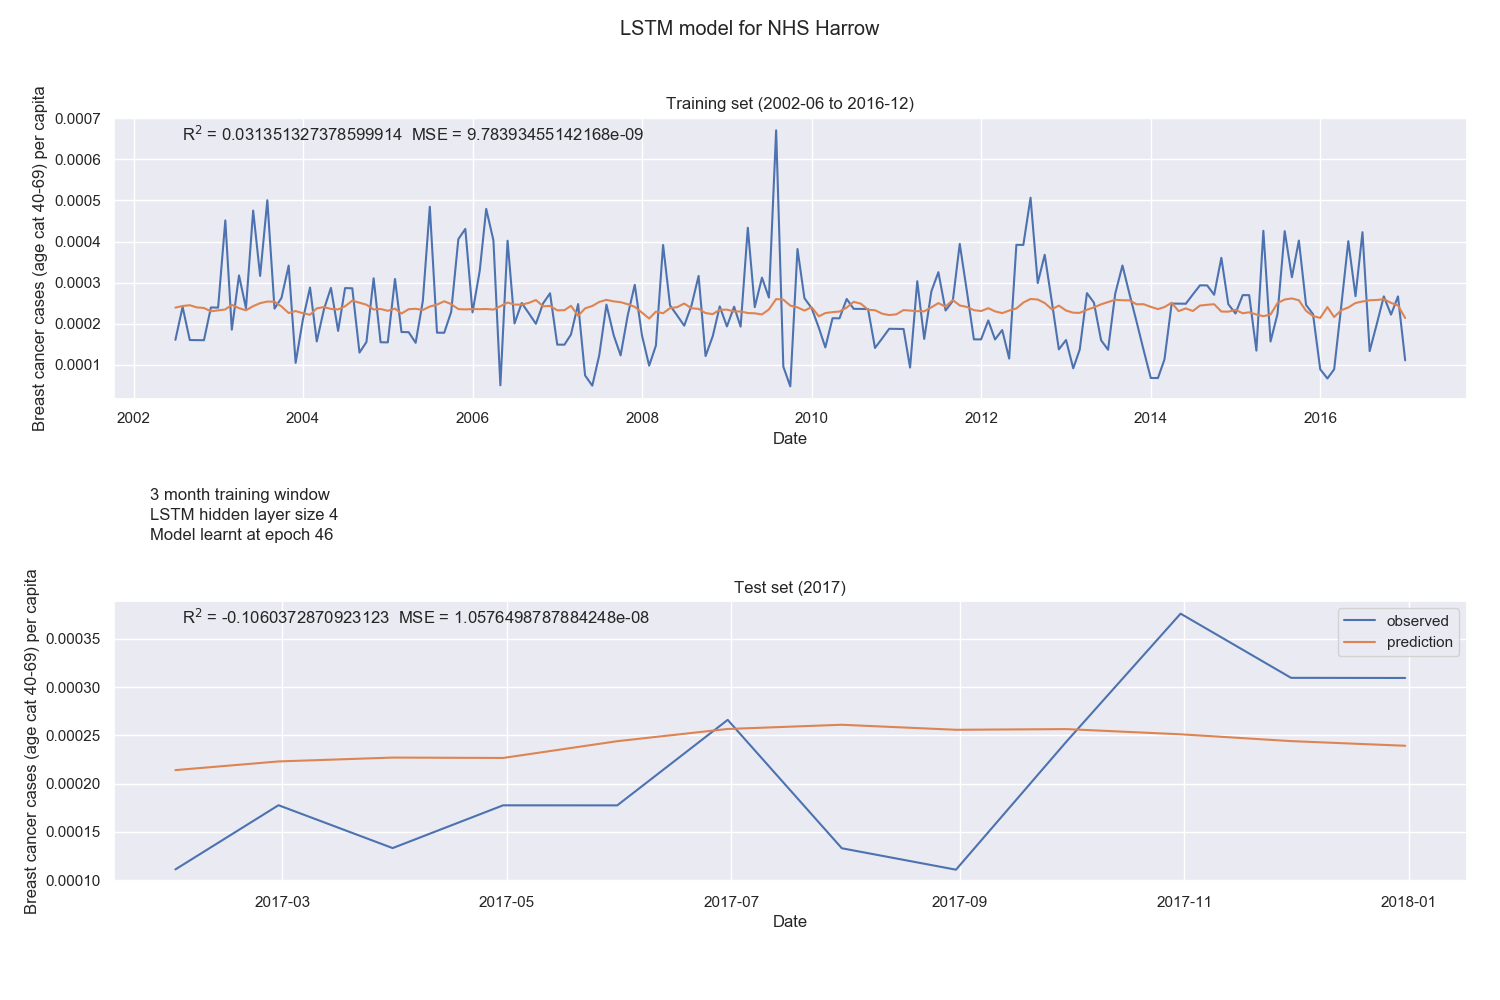 LSTM model for NHS Harrow
Training set (2002-06 to 2016-12)
R² = 0.031351327378599914 MSE = 9.78393455142168e-09
Breast cancer cases (age cat 40-69) per capita
0.0007
0.0006
0.0005
0.0004
0.0003
0.0002
0.0001
2002 2004 2006 2008 2010 2012 2014 2016
Date
3 month training window
LSTM hidden layer size 4
Model learnt at epoch 46
Test set (2017)
R² = -0.1060372870923123 MSE = 1.0576498787884248e-08
observed
prediction
Breast cancer cases (age cat 40-69) per capita
0.00035
0.00030
0.00025
0.00020
0.00015
0.00010
2017-03 2017-05 2017-07 2017-09 2017-11 2018-01
Date